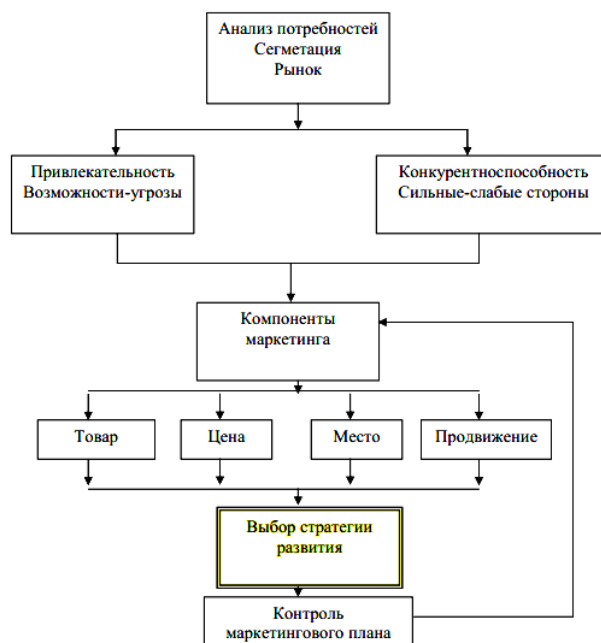 Анализ потребностей
Сегметация
Рынок
Привлекательность
Возможности-угрозы
Конкурентноспособность
Сильные-слабые стороны
Компоненты
маркетинга
Товар
Цена
Место
Продвижение
Выбор стратегии
развития
Контроль
маркетингового плана